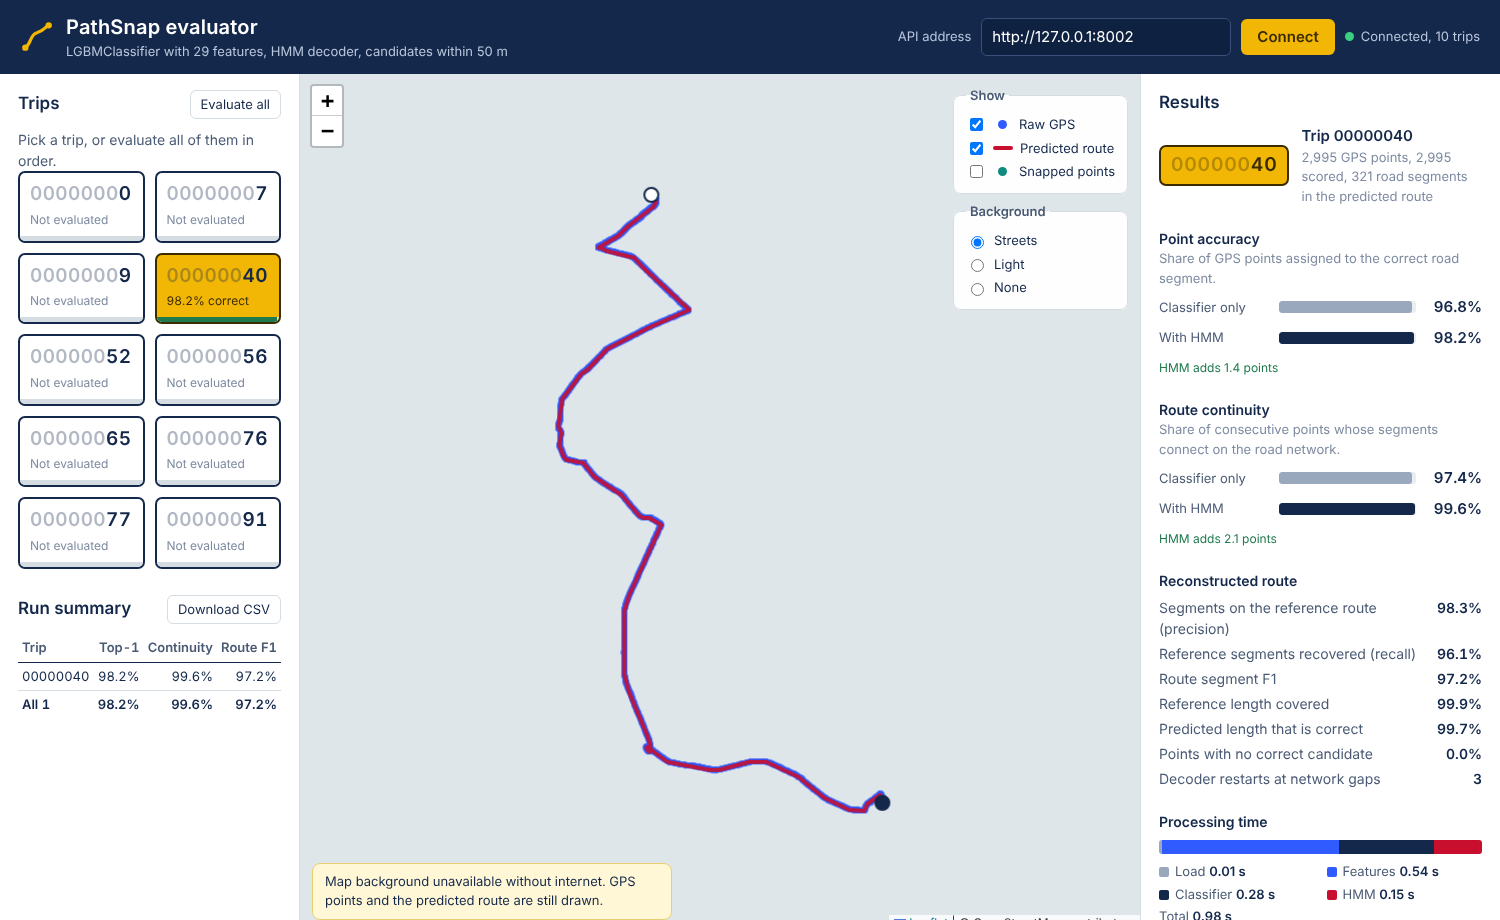 PathSnap evaluator
LGBMClassifier with 29 features, HMM decoder, candidates within 50 m
API address
http://127.0.0.1:8002
Connect
Connected, 10 trips
Trips
Evaluate all
Pick a trip, or evaluate all of them in
order.
00000000
Not evaluated
00000007
Not evaluated
00000009
Not evaluated
00000040
98.2% correct
00000052
Not evaluated
00000056
Not evaluated
00000065
Not evaluated
00000076
Not evaluated
00000077
Not evaluated
00000091
Not evaluated
Run summary
Download CSV
Trip Top-1 Continuity Route F1
00000040 98.2% 99.6% 97.2%
All 1 98.2% 99.6% 97.2%
+
−
Show
Raw GPS
Predicted route
Snapped points
Background
Streets
Light
None
Map background unavailable without internet. GPS
points and the predicted route are still drawn.
Results
00000040
Trip 00000040
2,995 GPS points, 2,995
scored, 321 road segments
in the predicted route
Point accuracy
Share of GPS points assigned to the correct road
segment.
Classifier only 96.8%
With HMM 98.2%
HMM adds 1.4 points
Route continuity
Share of consecutive points whose segments
connect on the road network.
Classifier only 97.4%
With HMM 99.6%
HMM adds 2.1 points
Reconstructed route
Segments on the reference route
(precision) 98.3%
Reference segments recovered (recall) 96.1%
Route segment F1 97.2%
Reference length covered 99.9%
Predicted length that is correct 99.7%
Points with no correct candidate 0.0%
Decoder restarts at network gaps 3
Processing time
Load 0.01 s Features 0.54 s
Classifier 0.28 s HMM 0.15 s
Total 0.98 s